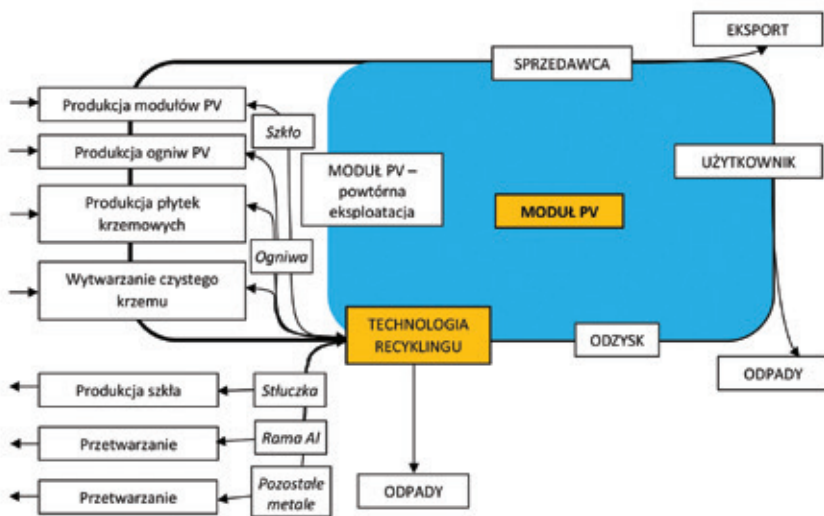 EKSPORT
SPRZEDAWCA
Produkcja modułów PV
Szkło
Produkcja ogniw PV
MODUŁ PV –
powtórna
eksploatacja
UŻYTKOWNIK
Produkcja płytek
krzemowych
MODUŁ PV
Ogniwa
Wytwarzanie czystego
krzemu
TECHNOLOGIA
RECYKLINGU
ODZYSK
ODPADY
Produkcja szkła
Stłuczka
Przetwarzanie
Rama Al
Przetwarzanie
Pozostałe
metale
ODPADY